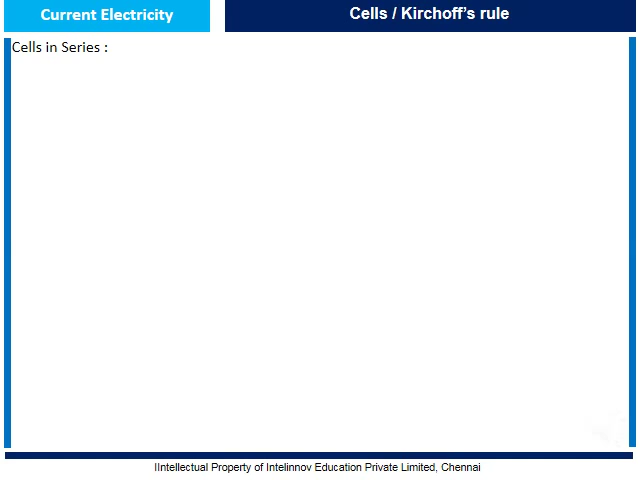 Current Electricity
Cells / Kirchoff's rule
Cells in Series :
IIntellectual Property of Intelinnov Education Private Limited, Chennai